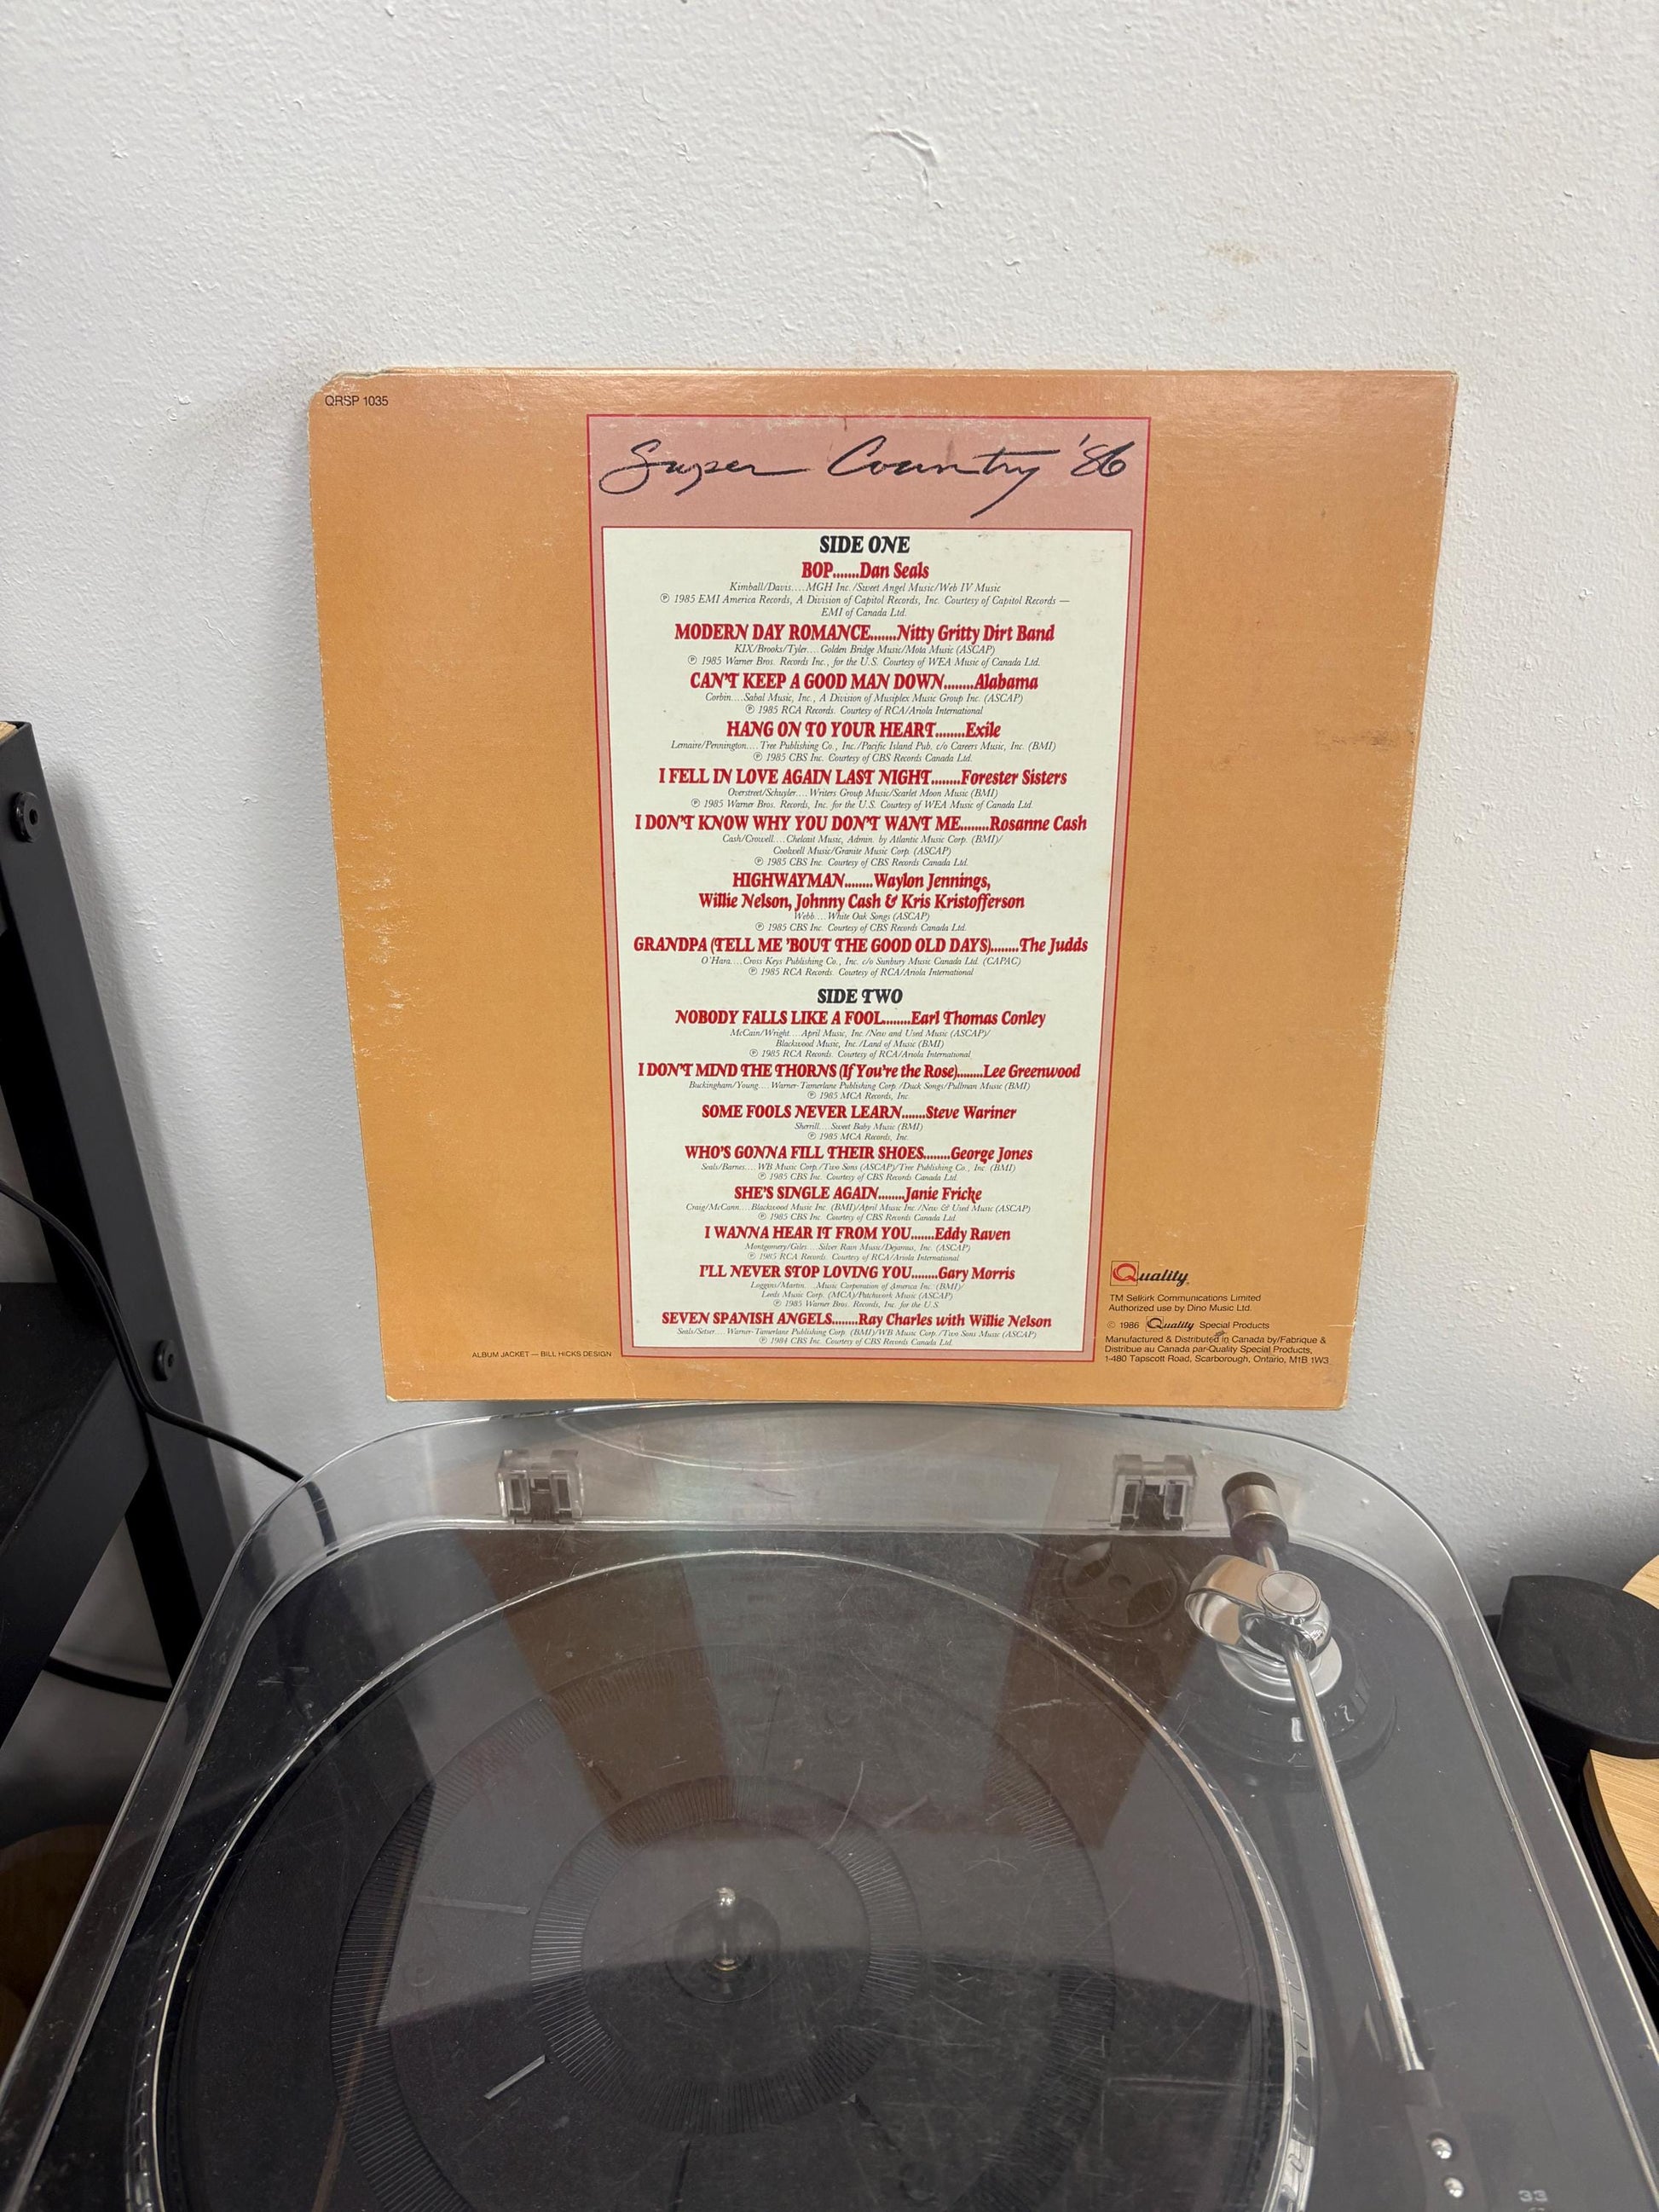 QRSP 1035
Super Country '86
SIDE ONE
BOP.......Dan Seals
Kimball/Davis....MGH Inc./Sweet Angel Music/Web IV Music
℗ 1985 EMI America Records, A Division of Capitol Records, Inc. Courtesy of Capitol Records —
EMI of Canada Ltd.
MODERN DAY ROMANCE.......Nitty Gritty Dirt Band
KIX/Brooks/Tyler....Golden Bridge Music/Mota Music (ASCAP)
℗ 1985 Warner Bros. Records Inc., for the U.S. Courtesy of WEA Music of Canada Ltd.
CAN'T KEEP A GOOD MAN DOWN........Alabama
Corbin....Sabal Music, Inc., A Division of Musiplex Music Group Inc. (ASCAP)
℗ 1985 RCA Records. Courtesy of RCA/Ariola International
HANG ON TO YOUR HEART........Exile
Lemaire/Pennington....Tree Publishing Co., Inc./Pacific Island Pub. c/o Careers Music, Inc. (BMI)
℗ 1985 CBS Inc. Courtesy of CBS Records Canada Ltd.
I FELL IN LOVE AGAIN LAST NIGHT........Forester Sisters
Overstreet/Schuyler....Writers Group Music/Scarlet Moon Music (BMI)
℗ 1985 Warner Bros. Records, Inc. for the U.S. Courtesy of WEA Music of Canada Ltd.
I DON'T KNOW WHY YOU DON'T WANT ME........Rosanne Cash
Cash/Crowell....Chelcait Music, Admin. by Atlantic Music Corp. (BMI)/
Coolwell Music/Granite Music Corp. (ASCAP)
℗ 1985 CBS Inc. Courtesy of CBS Records Canada Ltd.
HIGHWAYMAN........Waylon Jennings,
Willie Nelson, Johnny Cash & Kris Kristofferson
Webb....White Oak Songs (ASCAP)
℗ 1985 CBS Inc. Courtesy of CBS Records Canada Ltd.
GRANDPA (TELL ME 'BOUT THE GOOD OLD DAYS)........The Judds
O'Hara....Cross Keys Publishing Co., Inc. c/o Sunbury Music Canada Ltd. (CAPAC)
℗ 1985 RCA Records. Courtesy of RCA/Ariola International
SIDE TWO
NOBODY FALLS LIKE A FOOL.......Earl Thomas Conley
McCain/Wright....April Music, Inc./New and Used Music (ASCAP)/
Blackwood Music, Inc./Land of Music (BMI)
℗ 1985 RCA Records. Courtesy of RCA/Ariola International
I DON'T MIND THE THORNS (If You're the Rose).......Lee Greenwood
Buckingham/Young....Warner-Tamerlane Publishing Corp./Duck Songs/Pullman Music (BMI)
℗ 1985 MCA Records, Inc.
SOME FOOLS NEVER LEARN.......Steve Wariner
Sherrill....Sweet Baby Music (BMI)
℗ 1985 MCA Records, Inc.
WHO'S GONNA FILL THEIR SHOES........George Jones
Seals/Barnes....WB Music Corp./Two Sons (ASCAP)/Tree Publishing Co., Inc. (BMI)
℗ 1985 CBS Inc. Courtesy of CBS Records Canada Ltd.
SHE'S SINGLE AGAIN........Janie Fricke
Craig/McCann....Blackwood Music Inc. (BMI)/April Music Inc./New & Used Music (ASCAP)
℗ 1985 CBS Inc. Courtesy of CBS Records Canada Ltd.
I WANNA HEAR IT FROM YOU.......Eddy Raven
Montgomery/Giles....Silver Rain Music/Dejamus, Inc. (ASCAP)
℗ 1985 RCA Records. Courtesy of RCA/Ariola International
I'LL NEVER STOP LOVING YOU........Gary Morris
Loggins/Martin....Music Corporation of America Inc. (BMI)/
Leeds Music Corp. (MCA)/Patchwork Music (ASCAP)
℗ 1985 Warner Bros. Records, Inc. for the U.S.
SEVEN SPANISH ANGELS........Ray Charles with Willie Nelson
Seals/Setser....Warner-Tamerlane Publishing Corp. (BMI)/WB Music Corp./Two Sons Music (ASCAP)
℗ 1984 CBS Inc. Courtesy of CBS Records Canada Ltd.
ALBUM JACKET — BILL HICKS DESIGN
Quality
TM Selkirk Communications Limited
Authorized use by Dino Music Ltd.
© 1986 Quality Special Products
Manufactured & Distributed in Canada by/Fabrique &
Distribue au Canada par-Quality Special Products,
1-480 Tapscott Road, Scarborough, Ontario, M1B 1W3
33